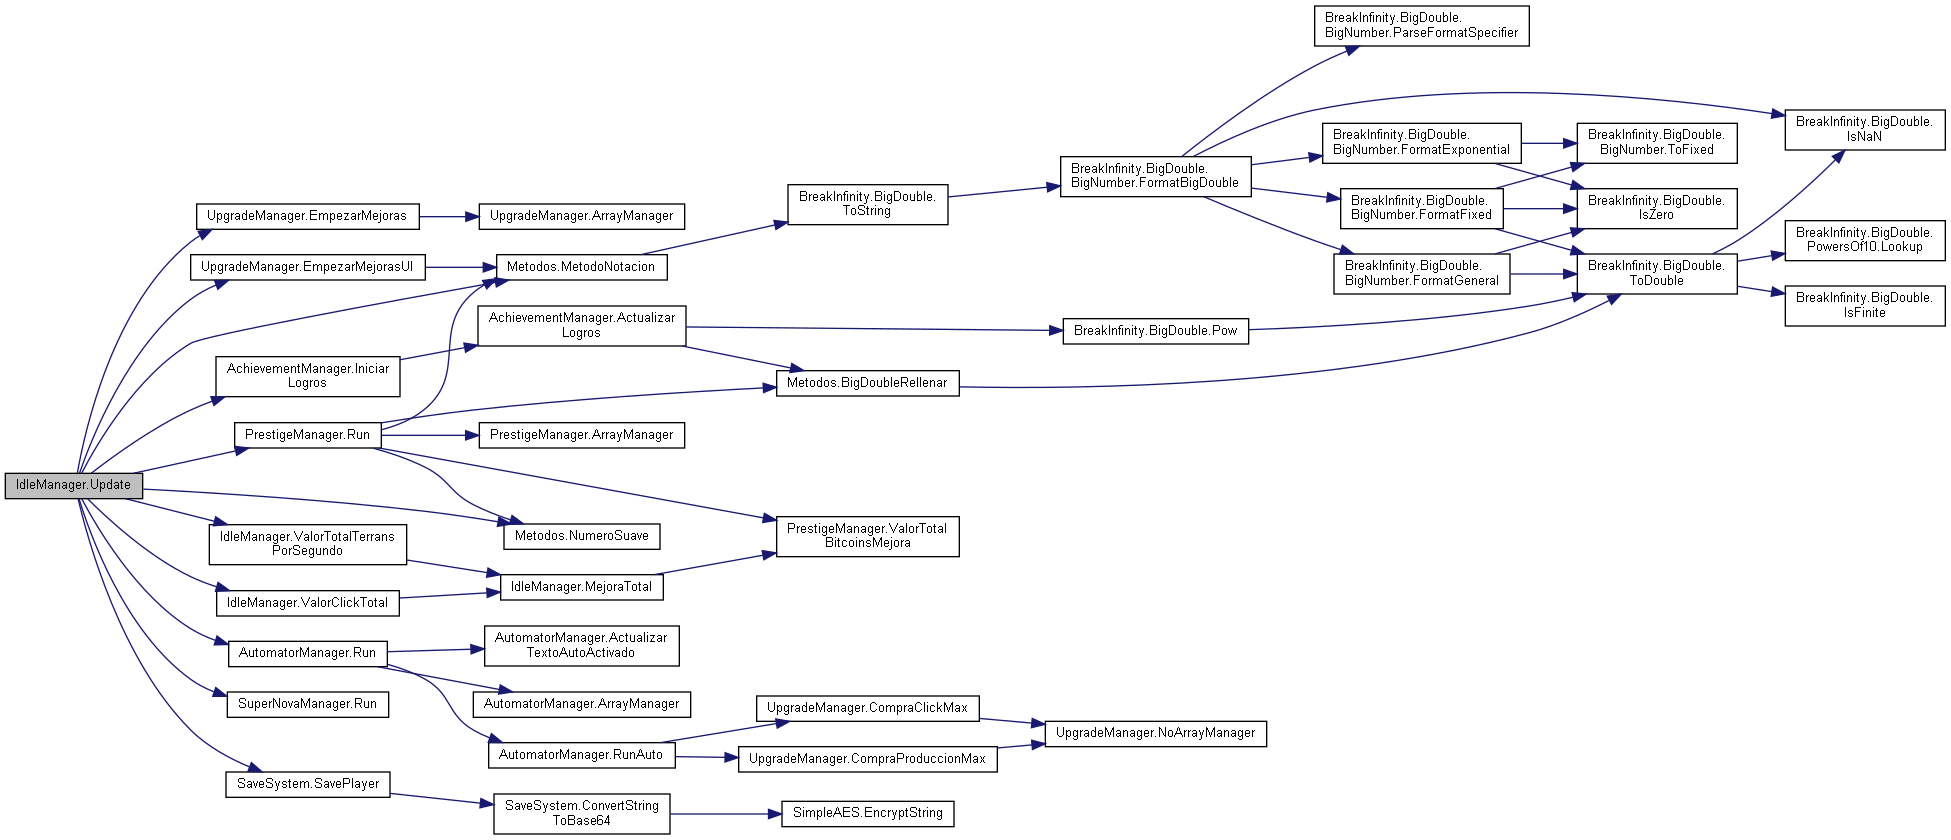 IdleManager.Update
UpgradeManager.EmpezarMejoras
UpgradeManager.EmpezarMejorasUI
AchievementManager.Iniciar
Logros
PrestigeManager.Run
IdleManager.ValorTotalTerrans
PorSegundo
IdleManager.ValorClickTotal
AutomatorManager.Run
SuperNovaManager.Run
SaveSystem.SavePlayer
UpgradeManager.ArrayManager
Metodos.MetodoNotacion
AchievementManager.Actualizar
Logros
PrestigeManager.ArrayManager
Metodos.NumeroSuave
IdleManager.MejoraTotal
AutomatorManager.Actualizar
TextoAutoActivado
AutomatorManager.ArrayManager
AutomatorManager.RunAuto
SaveSystem.ConvertString
ToBase64
BreakInfinity.BigDouble.
ToString
Metodos.BigDoubleRellenar
PrestigeManager.ValorTotal
BitcoinsMejora
UpgradeManager.CompraClickMax
UpgradeManager.CompraProduccionMax
SimpleAES.EncryptString
BreakInfinity.BigDouble.
BigNumber.FormatBigDouble
BreakInfinity.BigDouble.Pow
UpgradeManager.NoArrayManager
BreakInfinity.BigDouble.
BigNumber.ParseFormatSpecifier
BreakInfinity.BigDouble.
BigNumber.FormatExponential
BreakInfinity.BigDouble.
BigNumber.FormatFixed
BreakInfinity.BigDouble.
BigNumber.FormatGeneral
BreakInfinity.BigDouble.
BigNumber.ToFixed
BreakInfinity.BigDouble.
IsZero
BreakInfinity.BigDouble.
ToDouble
BreakInfinity.BigDouble.
IsNaN
BreakInfinity.BigDouble.
PowersOf10.Lookup
BreakInfinity.BigDouble.
IsFinite